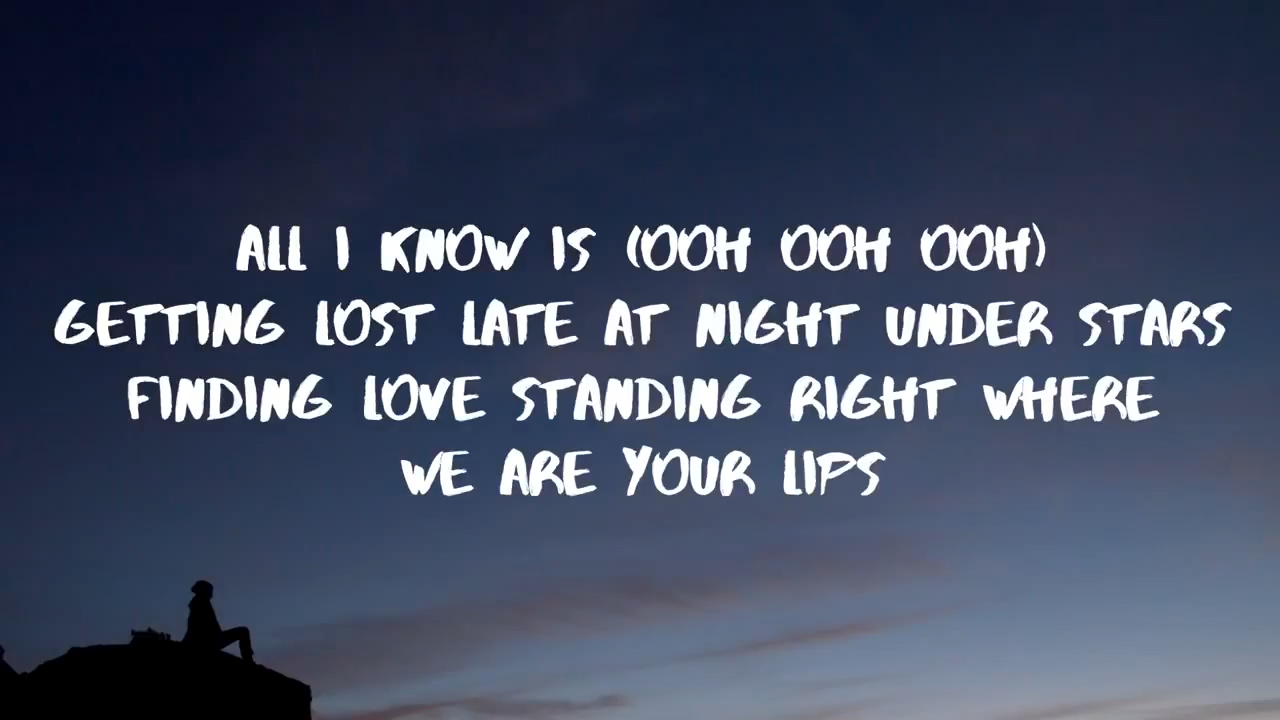 ALL I KNOW IS (OOH OOH OOH)
GETTING LOST LATE AT NIGHT UNDER STARS
FINDING LOVE STANDING RIGHT WHERE
WE ARE YOUR LIPS